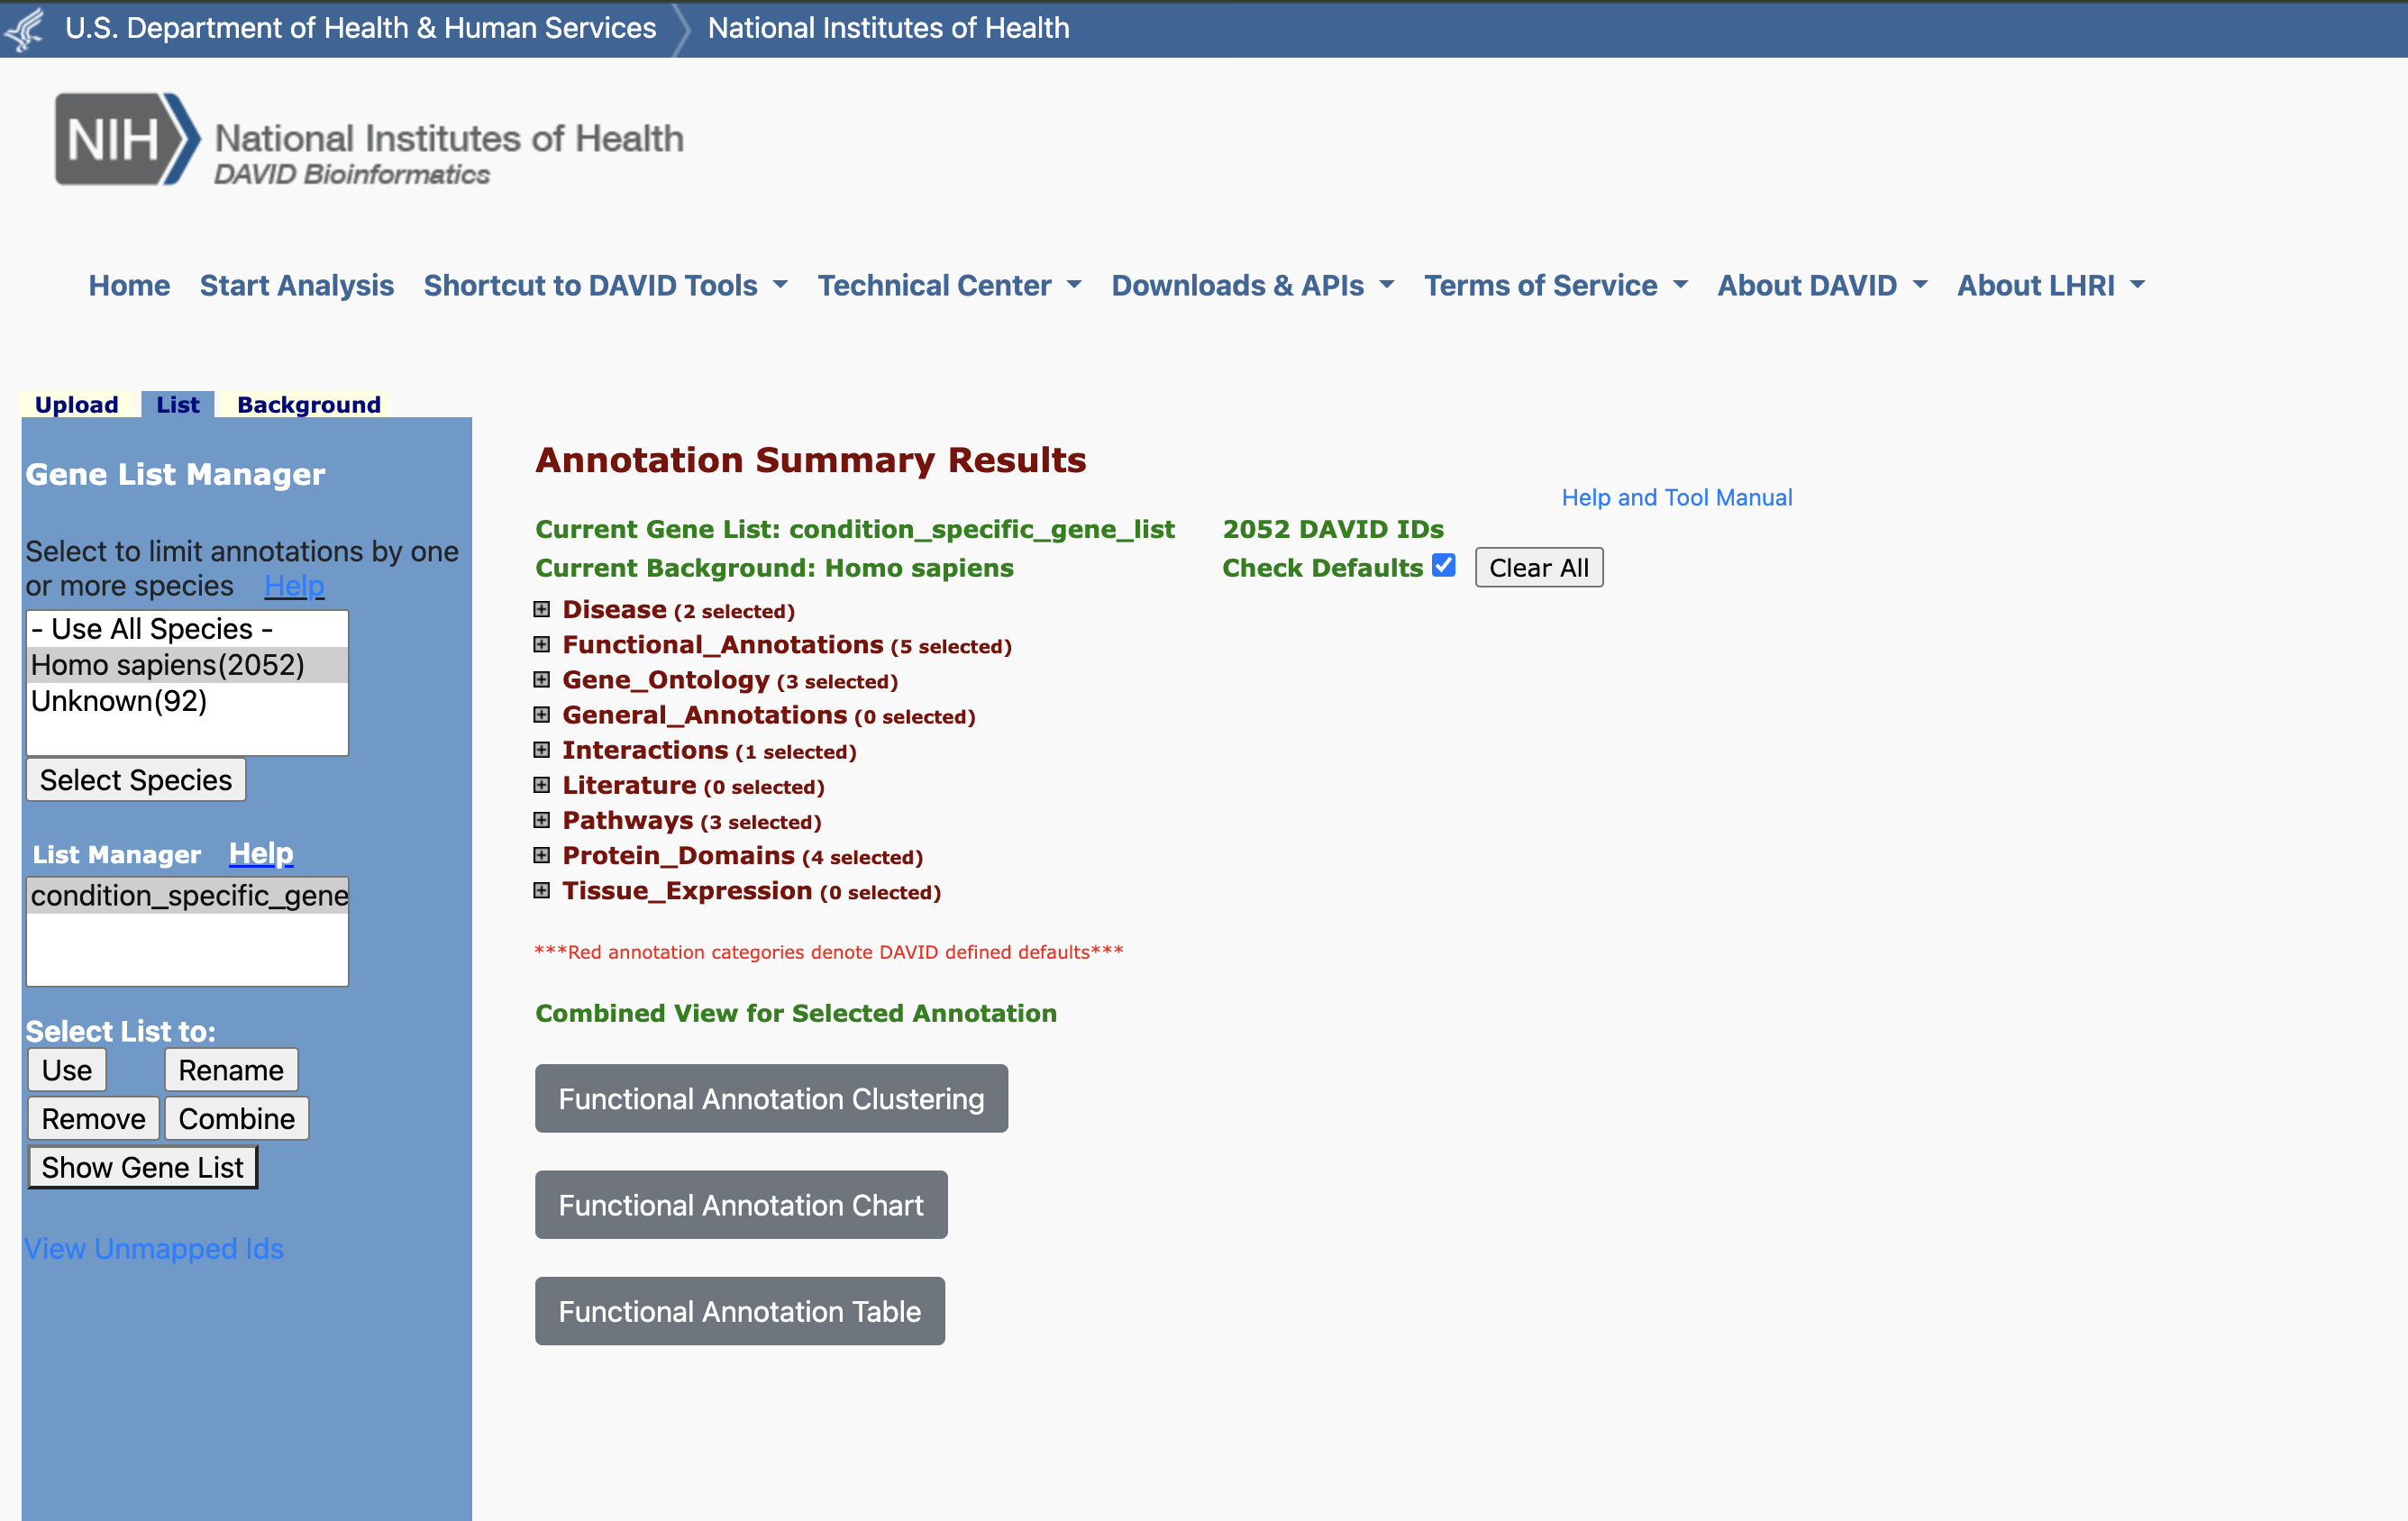 U.S. Department of Health & Human Services National Institutes of Health
NIH National Institutes of Health
DAVID Bioinformatics
Home Start Analysis Shortcut to DAVID Tools Technical Center Downloads & APIs Terms of Service About DAVID About LHRI
Upload List Background
Gene List Manager
Select to limit annotations by one
or more species Help
- Use All Species -
Homo sapiens(2052)
Unknown(92)
Select Species
List Manager Help
condition_specific_gene
Select List to:
Use Rename
Remove Combine
Show Gene List
View Unmapped Ids
Annotation Summary Results
Help and Tool Manual
Current Gene List: condition_specific_gene_list 2052 DAVID IDs
Current Background: Homo sapiens Check Defaults Clear All
Disease (2 selected)
Functional_Annotations (5 selected)
Gene_Ontology (3 selected)
General_Annotations (0 selected)
Interactions (1 selected)
Literature (0 selected)
Pathways (3 selected)
Protein_Domains (4 selected)
Tissue_Expression (0 selected)
***Red annotation categories denote DAVID defined defaults***
Combined View for Selected Annotation
Functional Annotation Clustering
Functional Annotation Chart
Functional Annotation Table